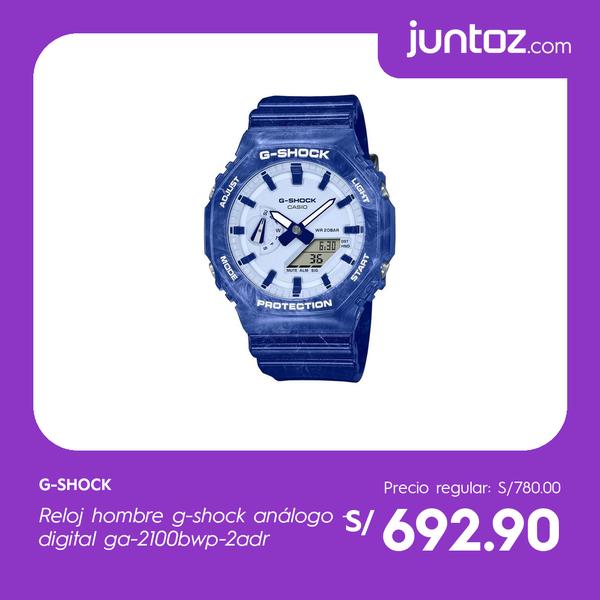 juntoz.com
G-SHOCK
ADJUST
LIGHT
G-SHOCK
CASIO
WR 20BAR
6:30
DST
36
MUTE ALM SIG
MODE
START
PROTECTION
G-SHOCK
Precio regular: S/780.00
Reloj hombre g-shock análogo -
digital ga-2100bwp-2adr
S/ 692.90